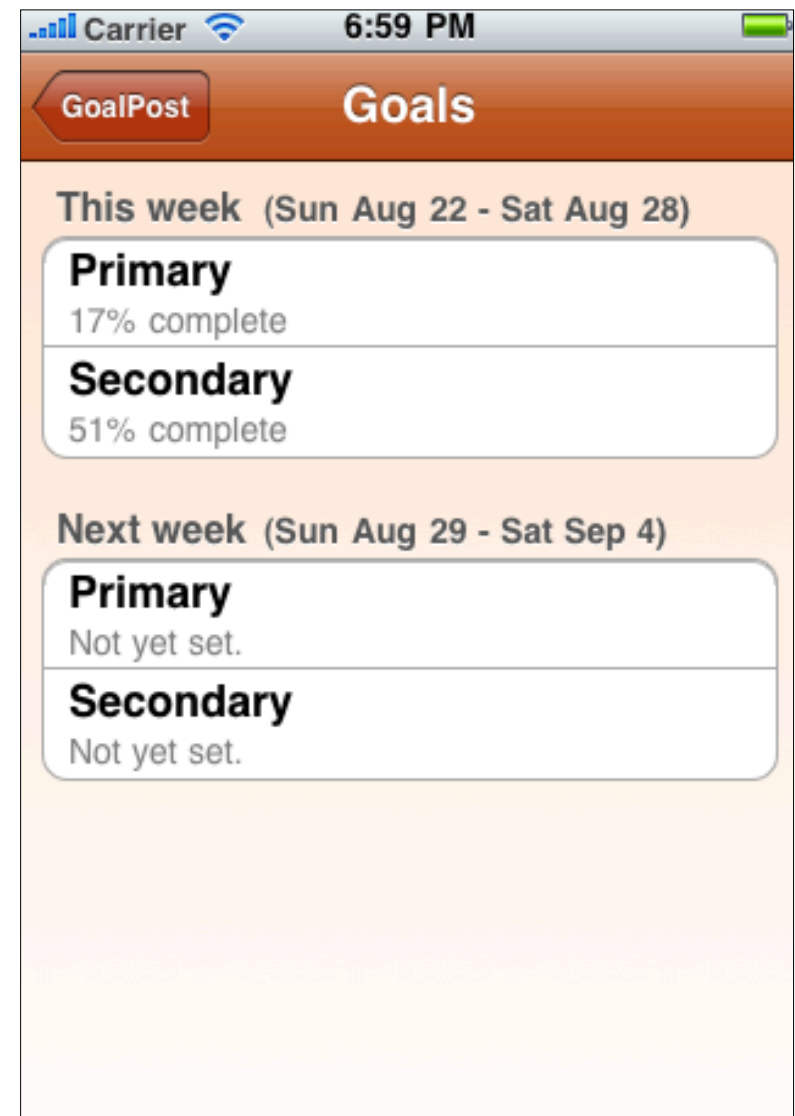 Carrier 6:59 PM
GoalPost Goals
This week (Sun Aug 22 - Sat Aug 28)
Primary
17% complete
Secondary
51% complete
Next week (Sun Aug 29 - Sat Sep 4)
Primary
Not yet set.
Secondary
Not yet set.